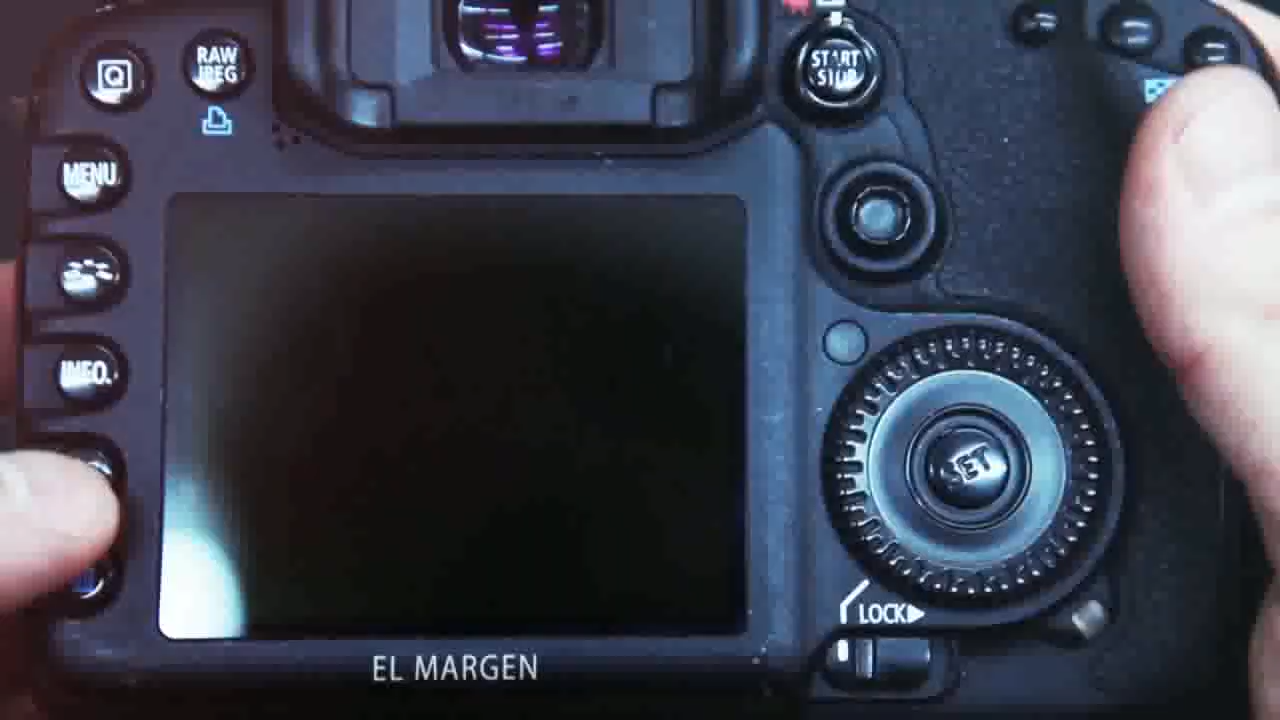 Q
RAW
JPEG
START
STOP
MENU
INFO.
SET
LOCK
EL MARGEN